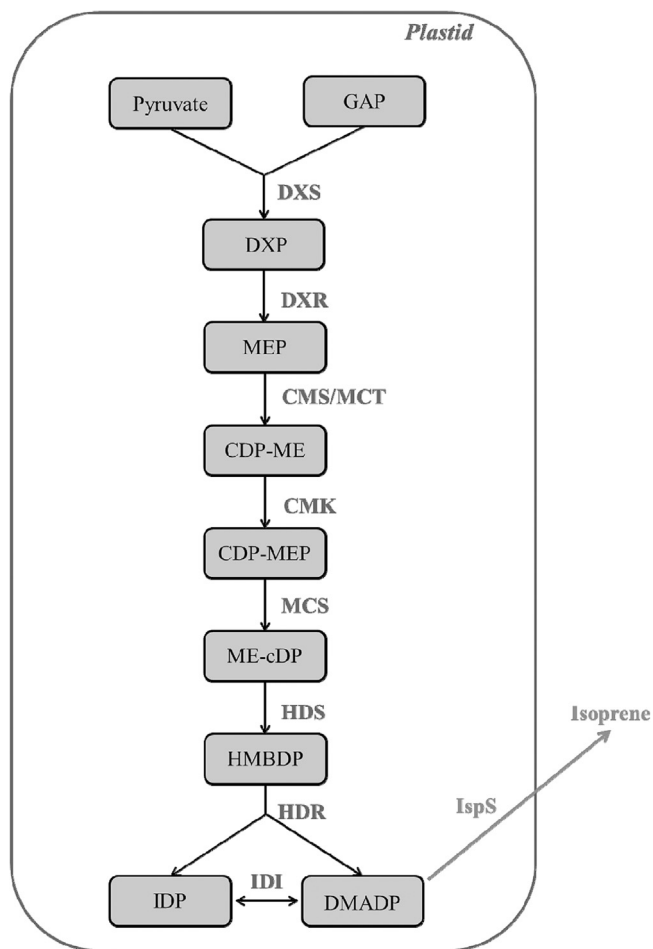 Plastid
Pyruvate
GAP
DXS
DXP
DXR
MEP
CMS/MCT
CDP-ME
CMK
CDP-MEP
MCS
ME-cDP
HDS
HMBDP
HDR
Isoprene
IspS
IDP
IDI
DMADP